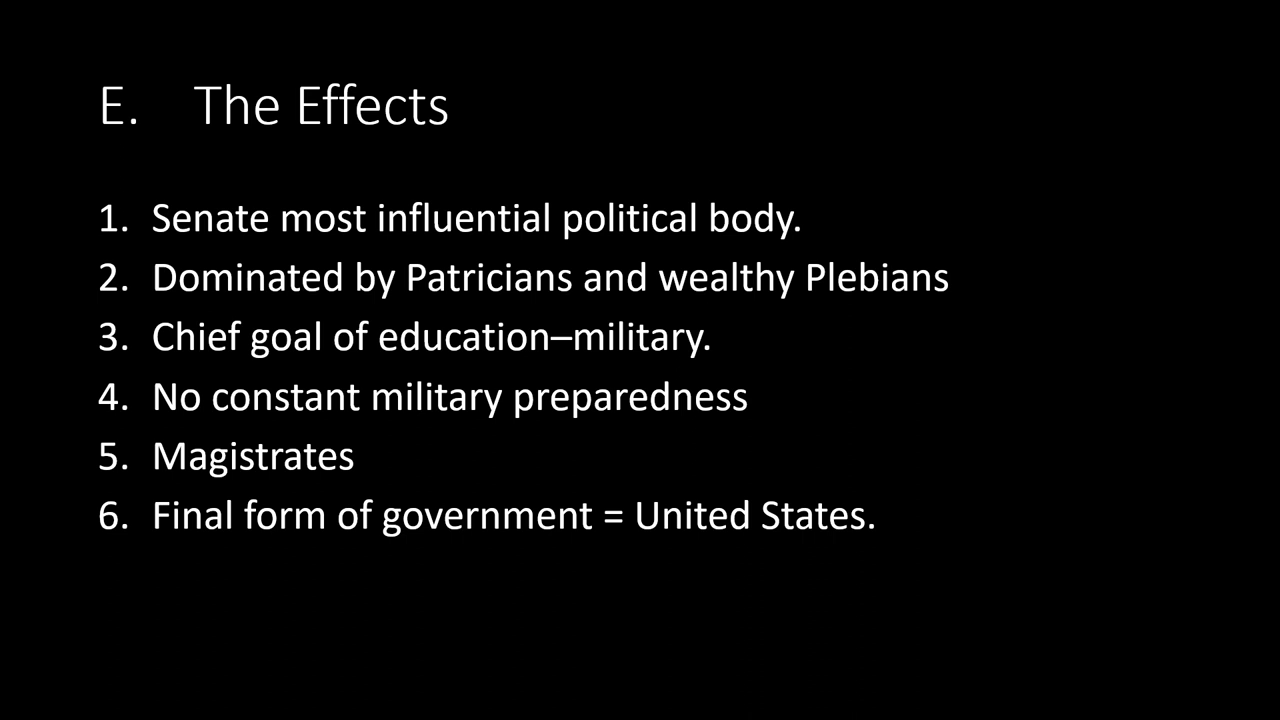 E. The Effects
1. Senate most influential political body.
2. Dominated by Patricians and wealthy Plebians
3. Chief goal of education–military.
4. No constant military preparedness
5. Magistrates
6. Final form of government = United States.